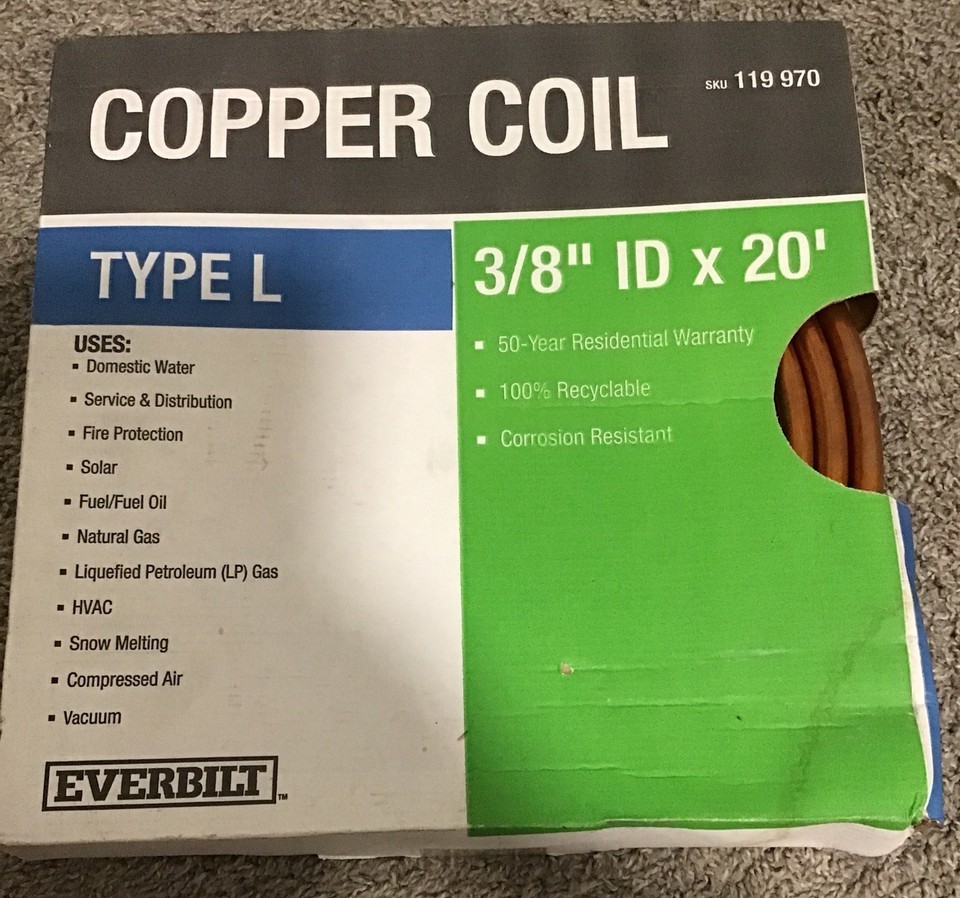 COPPER COIL
SKU 119 970
TYPE L
3/8" ID x 20'
USES:
▪ Domestic Water
▪ Service & Distribution
▪ Fire Protection
▪ Solar
▪ Fuel/Fuel Oil
▪ Natural Gas
▪ Liquefied Petroleum (LP) Gas
▪ HVAC
▪ Snow Melting
▪ Compressed Air
▪ Vacuum
▪ 50-Year Residential Warranty
▪ 100% Recyclable
▪ Corrosion Resistant
EVERBILT™